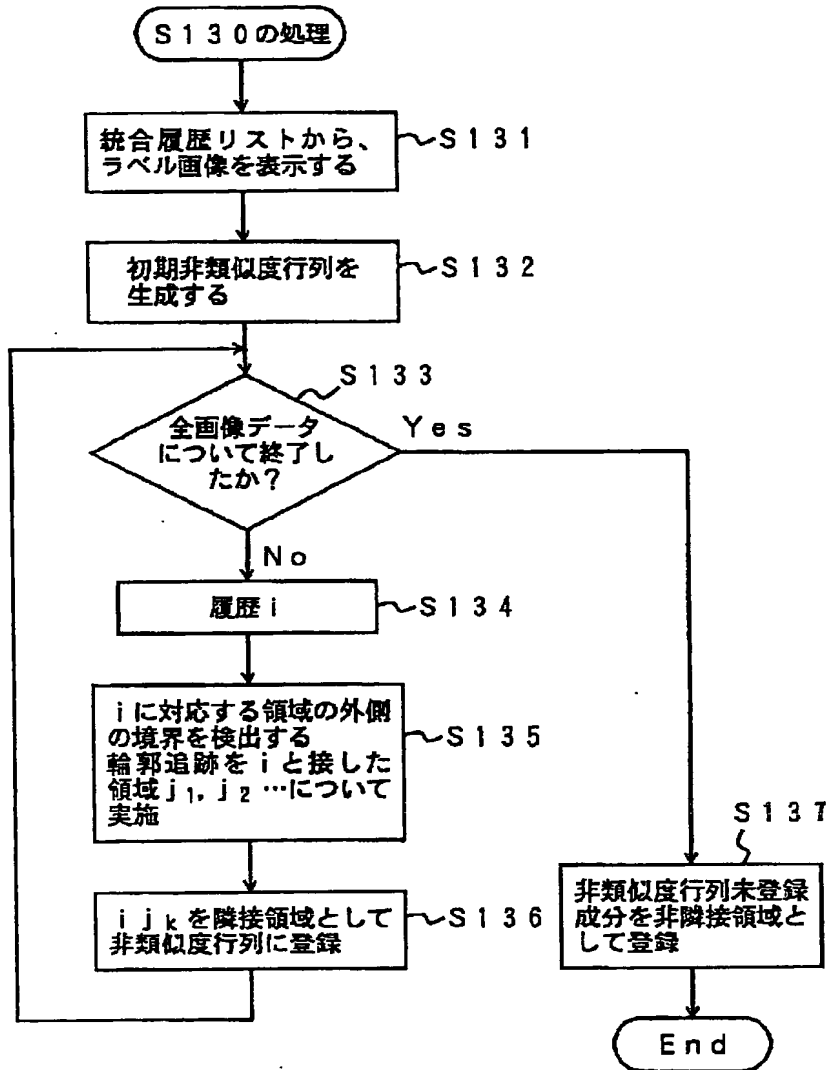 S130の処理
統合履歴リストから、
ラベル画像を表示する
S131
初期非類似度行列を
生成する
S132
S133
全画像データ
について終了し
たか？
Yes
No
履歴i
S134
iに対応する領域の外側
の境界を検出する
輪郭追跡をiと接した
領域j₁, j₂ …について
実施
S135
i jₖを隣接領域として
非類似度行列に登録
S136
S137
非類似度行列未登録
成分を非隣接領域と
して登録
End